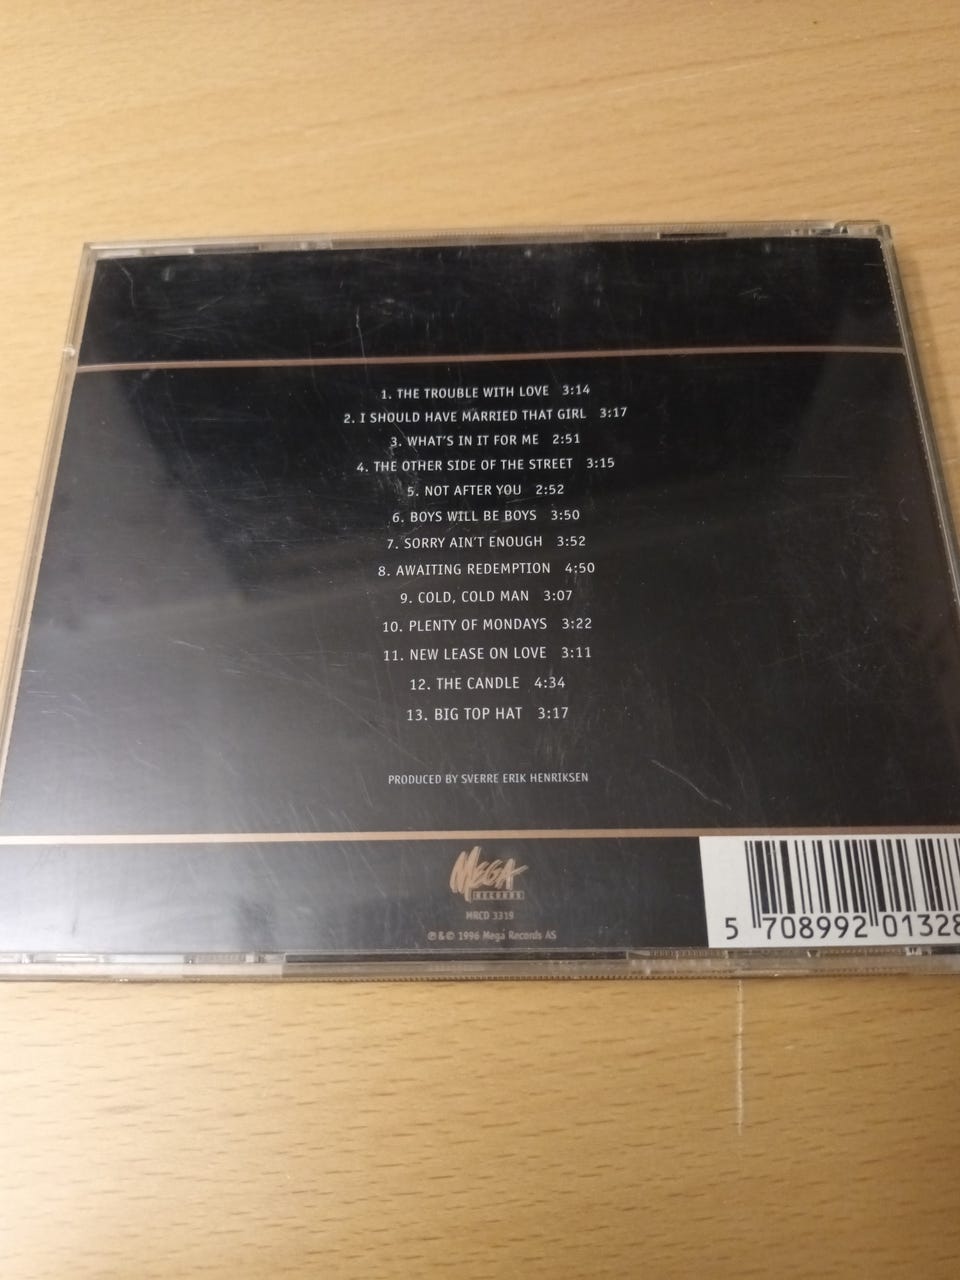 1. THE TROUBLE WITH LOVE 3:14
2. I SHOULD HAVE MARRIED THAT GIRL 3:17
3. WHAT'S IN IT FOR ME 2:51
4. THE OTHER SIDE OF THE STREET 3:15
5. NOT AFTER YOU 2:52
6. BOYS WILL BE BOYS 3:50
7. SORRY AIN'T ENOUGH 3:52
8. AWAITING REDEMPTION 4:50
9. COLD, COLD MAN 3:07
10. PLENTY OF MONDAYS 3:22
11. NEW LEASE ON LOVE 3:11
12. THE CANDLE 4:34
13. BIG TOP HAT 3:17
PRODUCED BY SVERRE ERIK HENRIKSEN
MEGA
RECORDS
MRCD 3319
℗ & © 1996 Mega Records AS
5 708992 01328